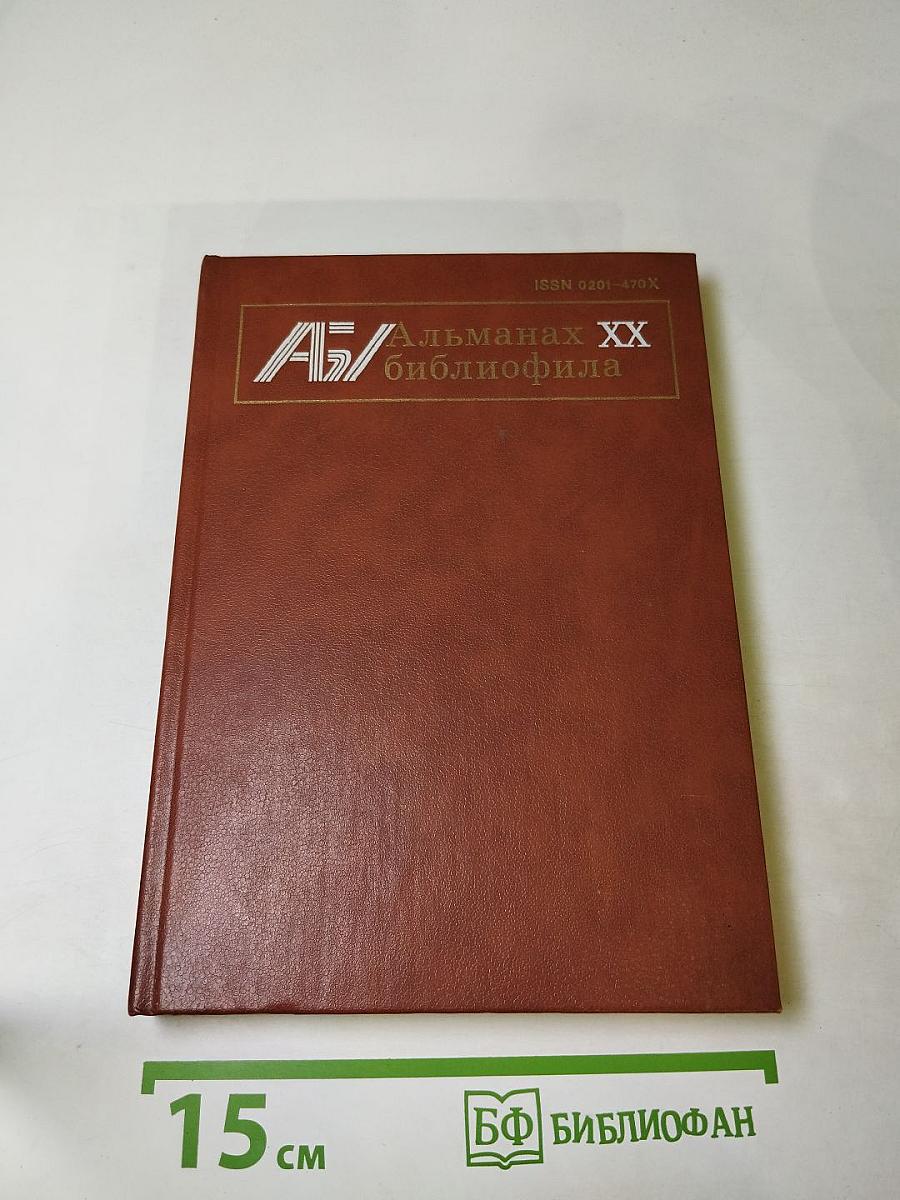 ISSN 0201-470X
АБ Альманах XX
библиофила
15 см
БФ БИБЛИОФАН